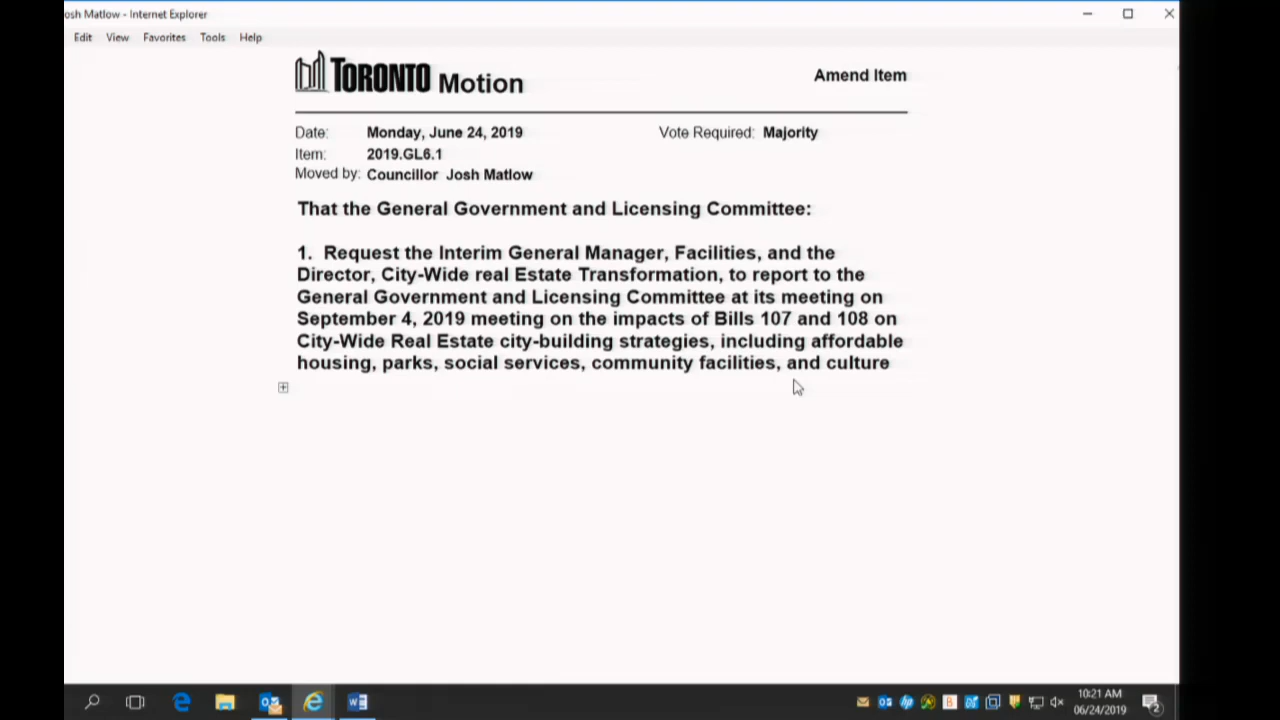 osh Matlow - Internet Explorer
Edit View Favorites Tools Help
TORONTO Motion
Amend Item
Date: Monday, June 24, 2019
Vote Required: Majority
Item: 2019.GL6.1
Moved by: Councillor Josh Matlow
That the General Government and Licensing Committee:
1. Request the Interim General Manager, Facilities, and the
Director, City-Wide real Estate Transformation, to report to the
General Government and Licensing Committee at its meeting on
September 4, 2019 meeting on the impacts of Bills 107 and 108 on
City-Wide Real Estate city-building strategies, including affordable
housing, parks, social services, community facilities, and culture
10:21 AM
06/24/2019
2